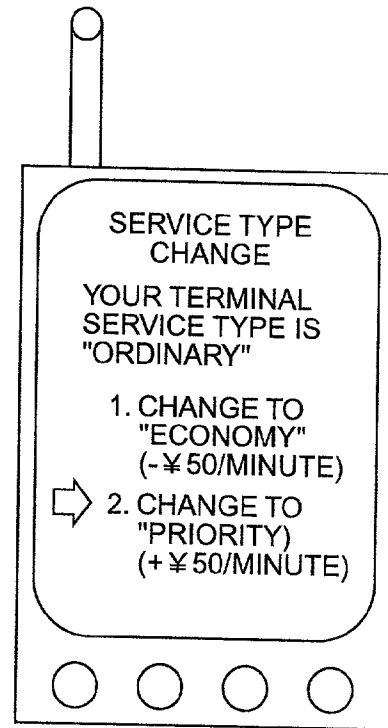 SERVICE TYPE
CHANGE
YOUR TERMINAL
SERVICE TYPE IS
"ORDINARY"
1. CHANGE TO
"ECONOMY"
(-¥50/MINUTE)
2. CHANGE TO
"PRIORITY)
(+¥50/MINUTE)